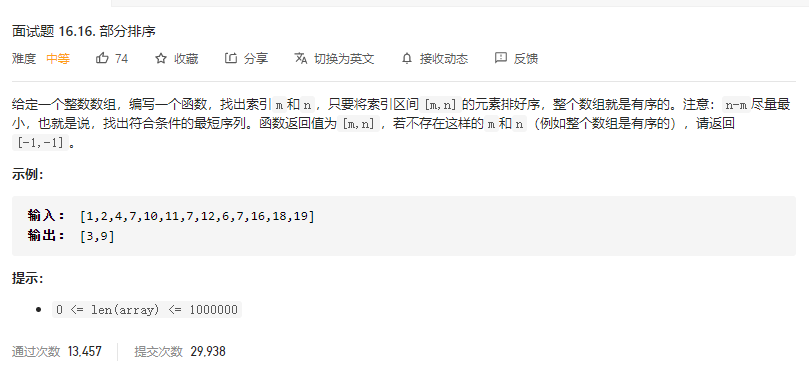 面试题 16.16. 部分排序
难度 中等 74 收藏 分享 切换为英文 接收动态 反馈
给定一个整数数组，编写一个函数，找出索引 m 和 n ，只要将索引区间 [m,n] 的元素排好序，整个数组就是有序的。注意： n-m 尽量最
小，也就是说，找出符合条件的最短序列。函数返回值为 [m,n] ，若不存在这样的 m 和 n （例如整个数组是有序的），请返回
[-1,-1] 。
示例：
输入： [1,2,4,7,10,11,7,12,6,7,16,18,19]
输出： [3,9]
提示：
0 <= len(array) <= 1000000
通过次数 13,457 提交次数 29,938